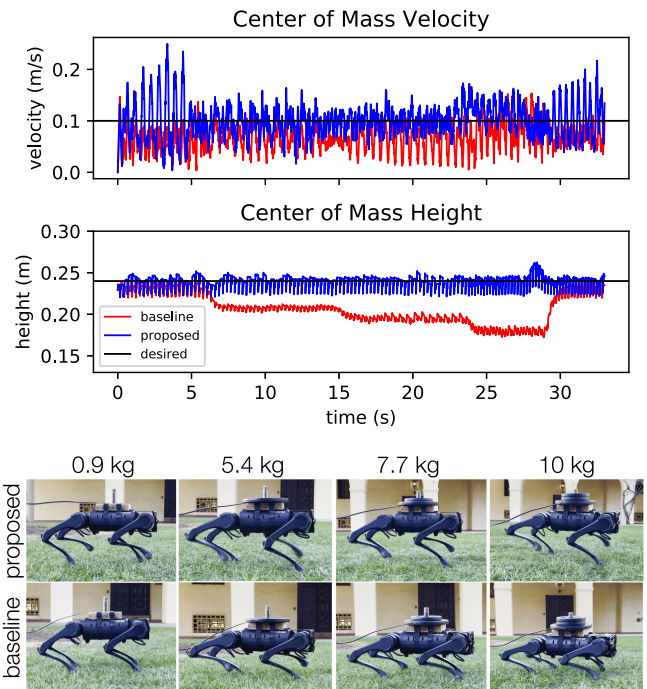 Center of Mass Velocity
velocity (m/s)
0.2
0.1
0.0
Center of Mass Height
height (m)
0.30
0.25
0.20
0.15
baseline
proposed
desired
0 5 10 15 20 25 30
time (s)
0.9 kg 5.4 kg 7.7 kg 10 kg
proposed
baseline